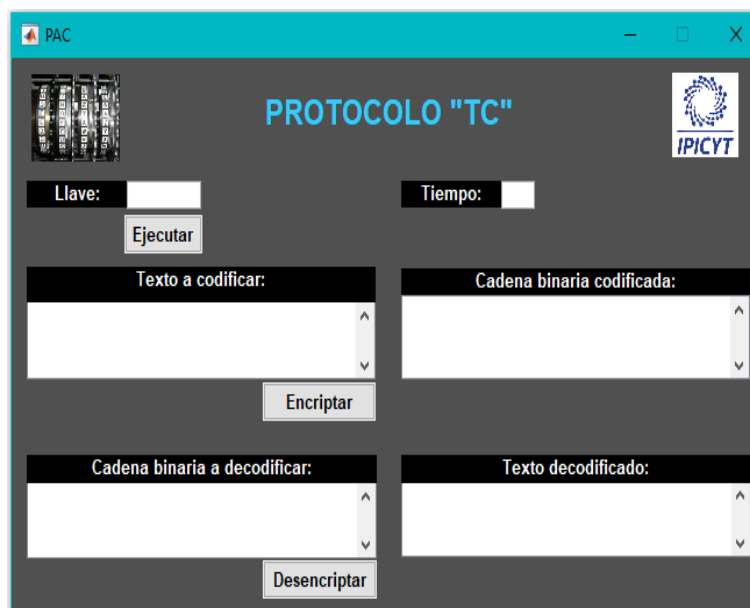 PAC
PROTOCOLO "TC"
IPICYT
Llave:
Tiempo:
Ejecutar
Texto a codificar:
Cadena binaria codificada:
Encriptar
Cadena binaria a decodificar:
Texto decodificado:
Desencriptar